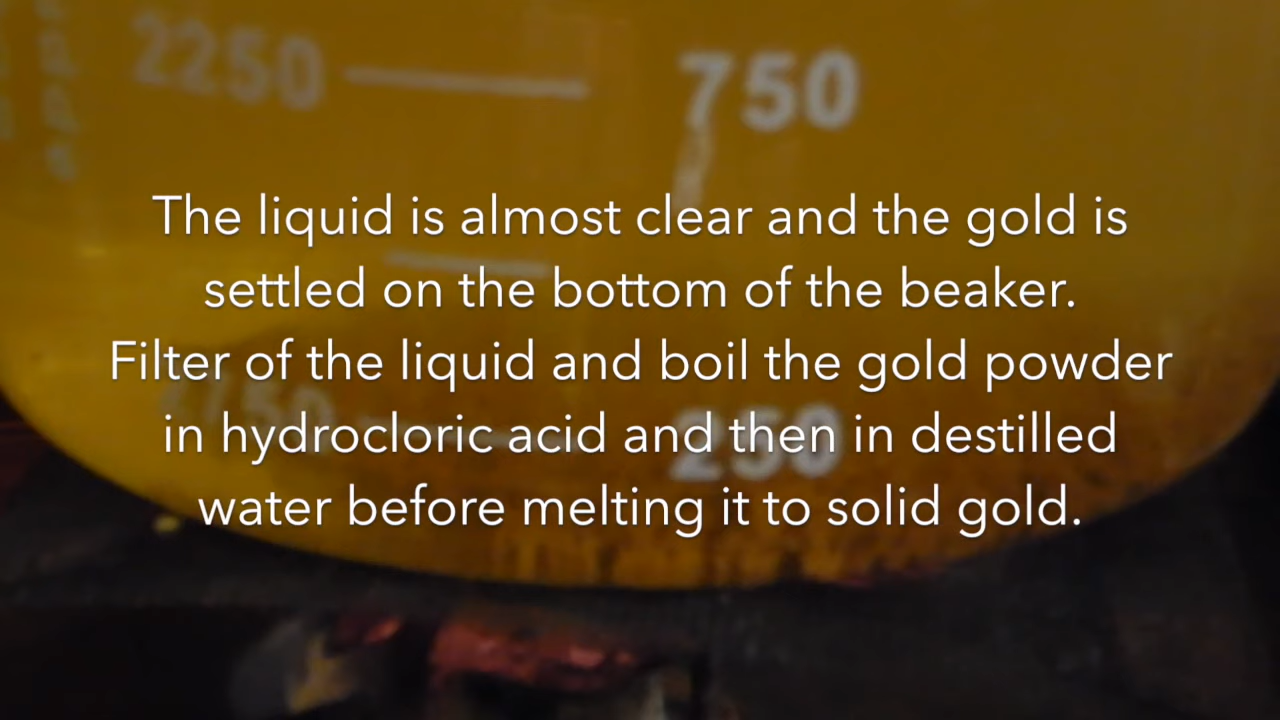 2250 750
The liquid is almost clear and the gold is
settled on the bottom of the beaker.
Filter of the liquid and boil the gold powder
250
in hydrocloric acid and then in destilled
water before melting it to solid gold.